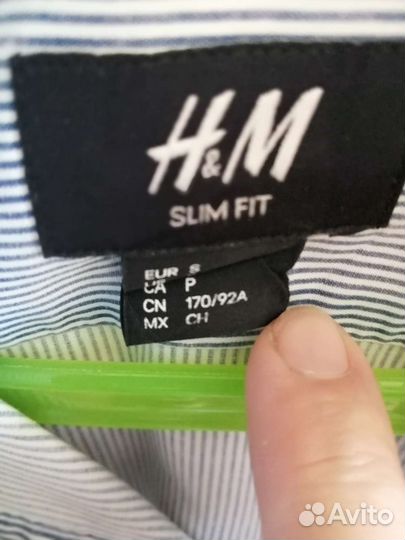 H&M
SLIM FIT
EUR S
CA P
CN 170/92A
MX CH
Avito